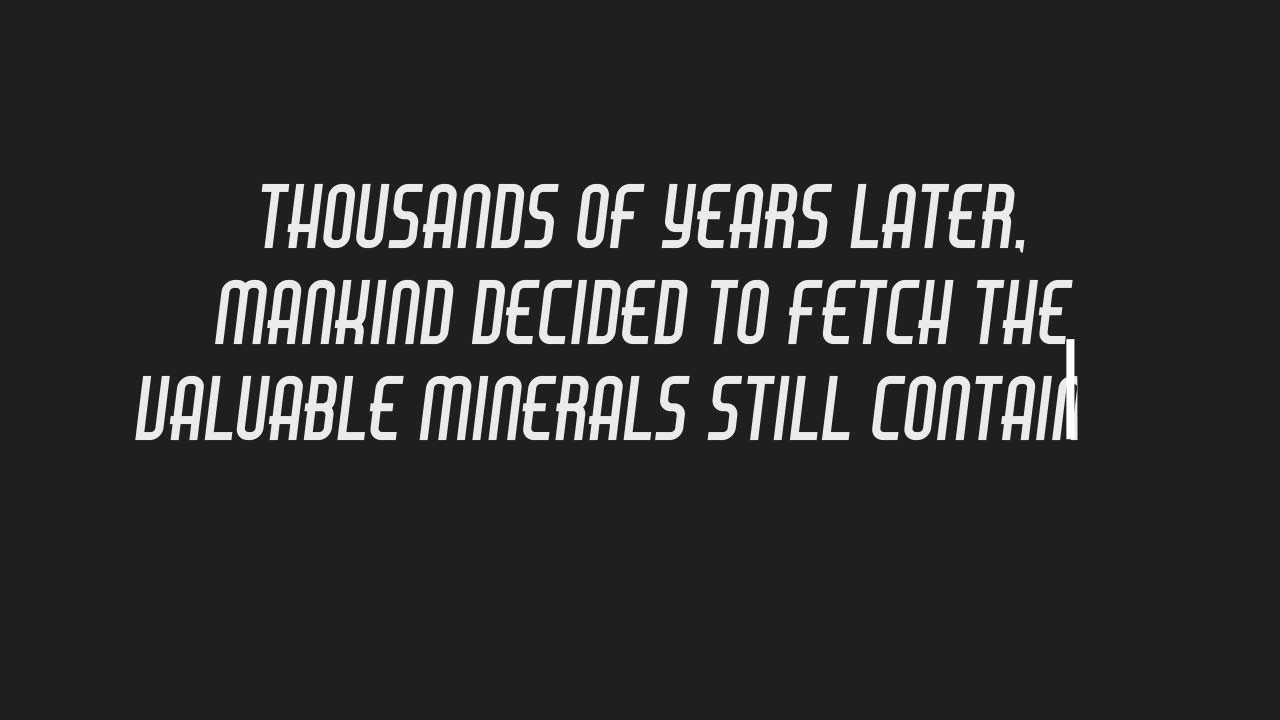 THOUSANDS OF YEARS LATER,
MANKIND DECIDED TO FETCH THE
VALUABLE MINERALS STILL CONTAIN